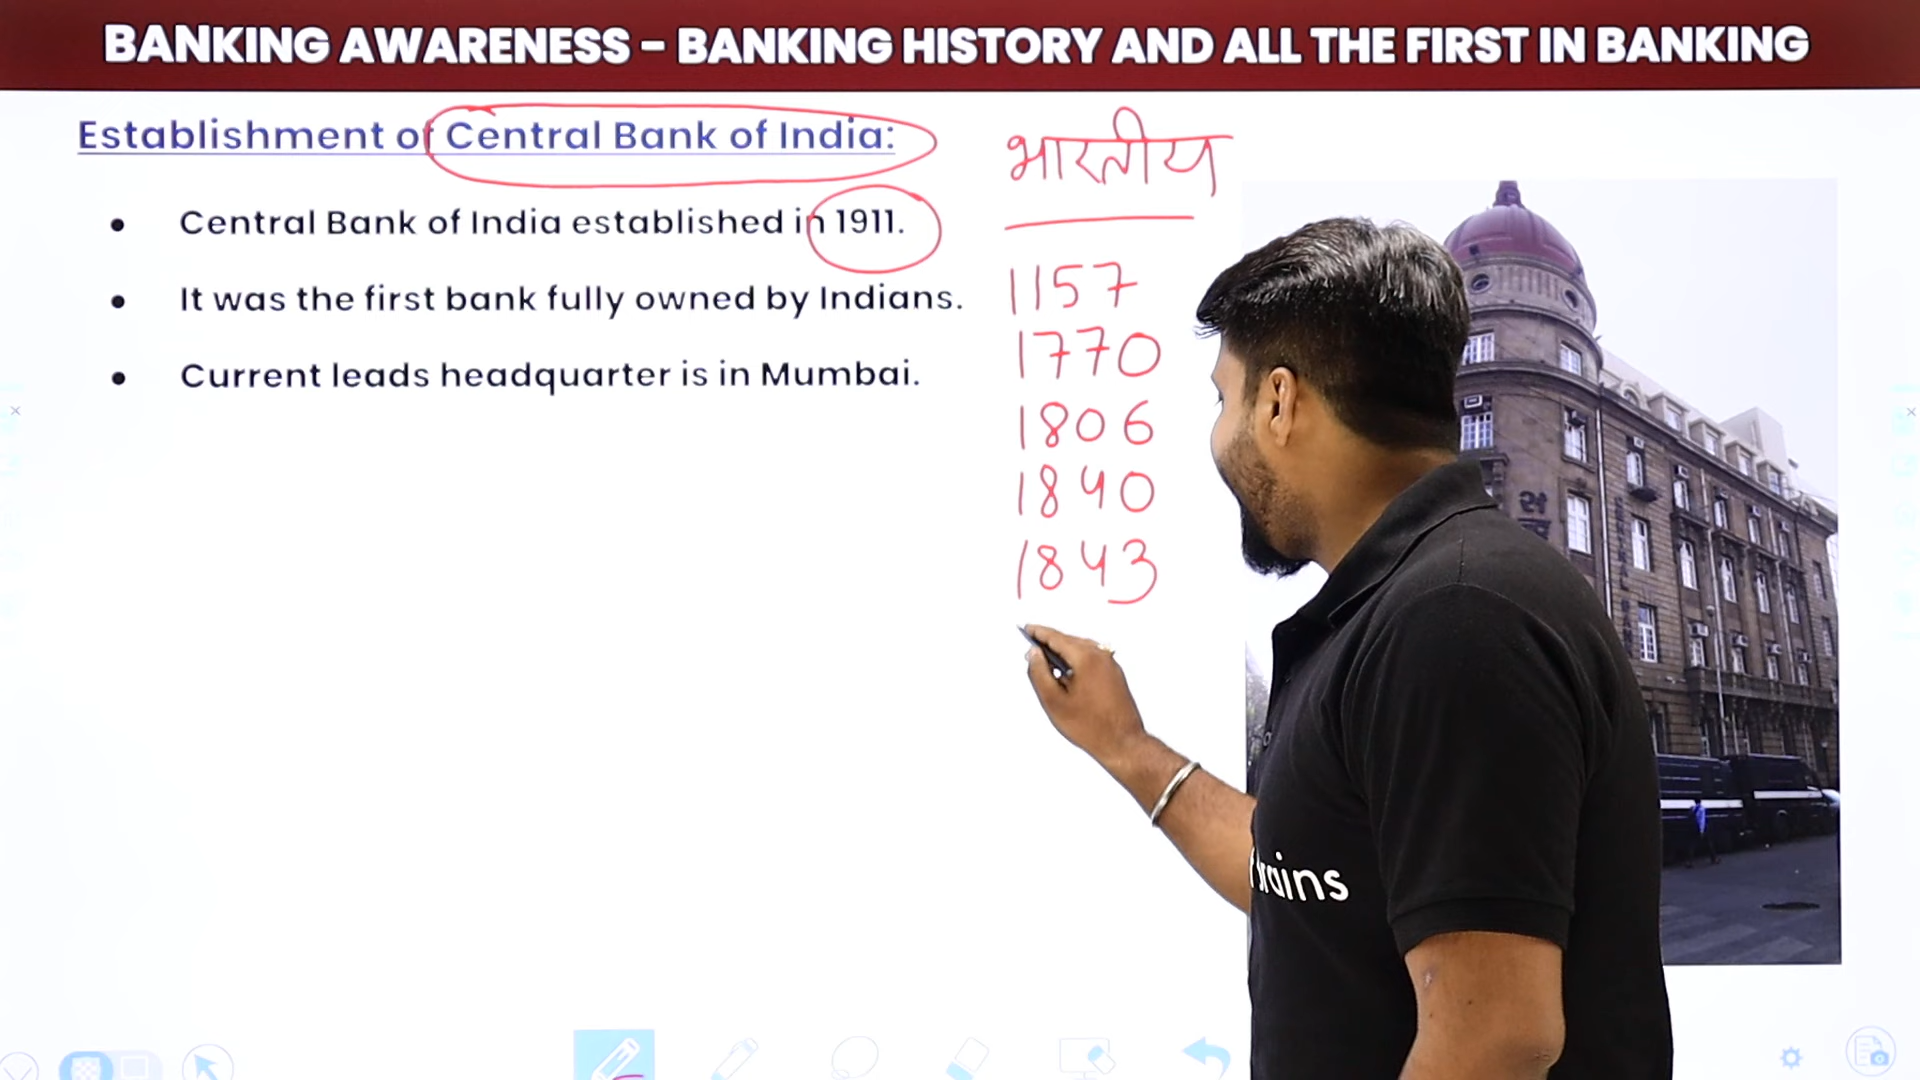 BANKING AWARENESS - BANKING HISTORY AND ALL THE FIRST IN BANKING
Establishment of Central Bank of India:
• Central Bank of India established in 1911.
• It was the first bank fully owned by Indians.
• Current leads headquarter is in Mumbai.
भारतीय
1157
1770
1806
1840
1843
rains